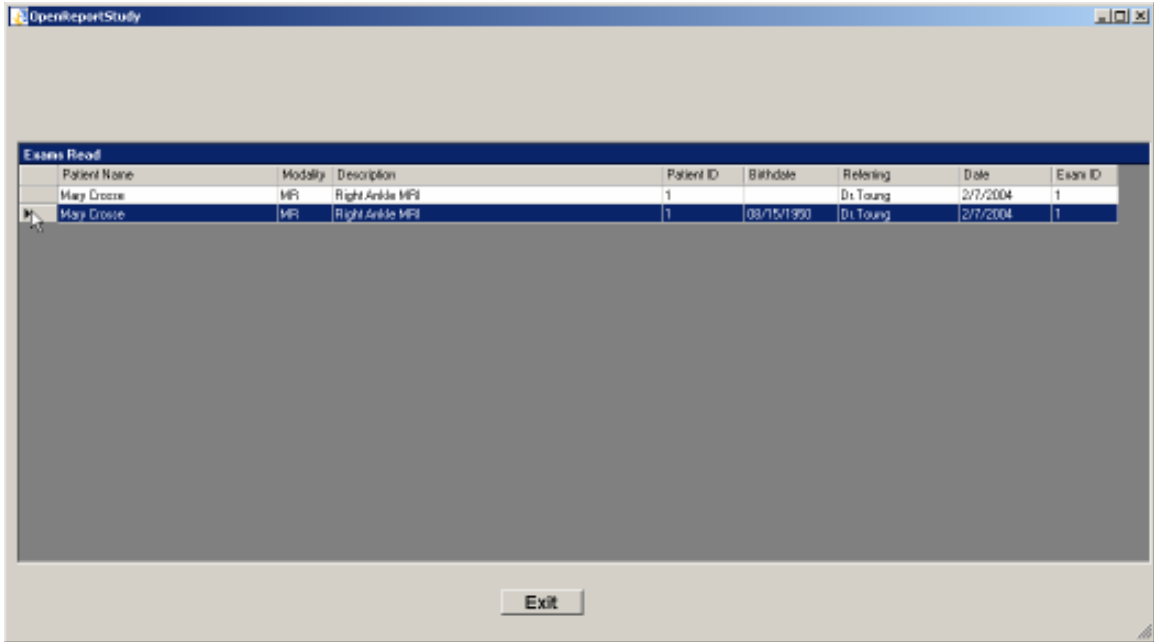 OpenReportStudy
Exams Read
Patient Name Modality Description Patient ID Birthdate Referring Date Exam ID
Mary Crosse MR Right Ankle MRI 1 Dr. Toung 2/7/2004 1
Mary Crosse MR Right Ankle MRI 1 /15/1950 Dr. Toung 2/7/2004 1
Exit